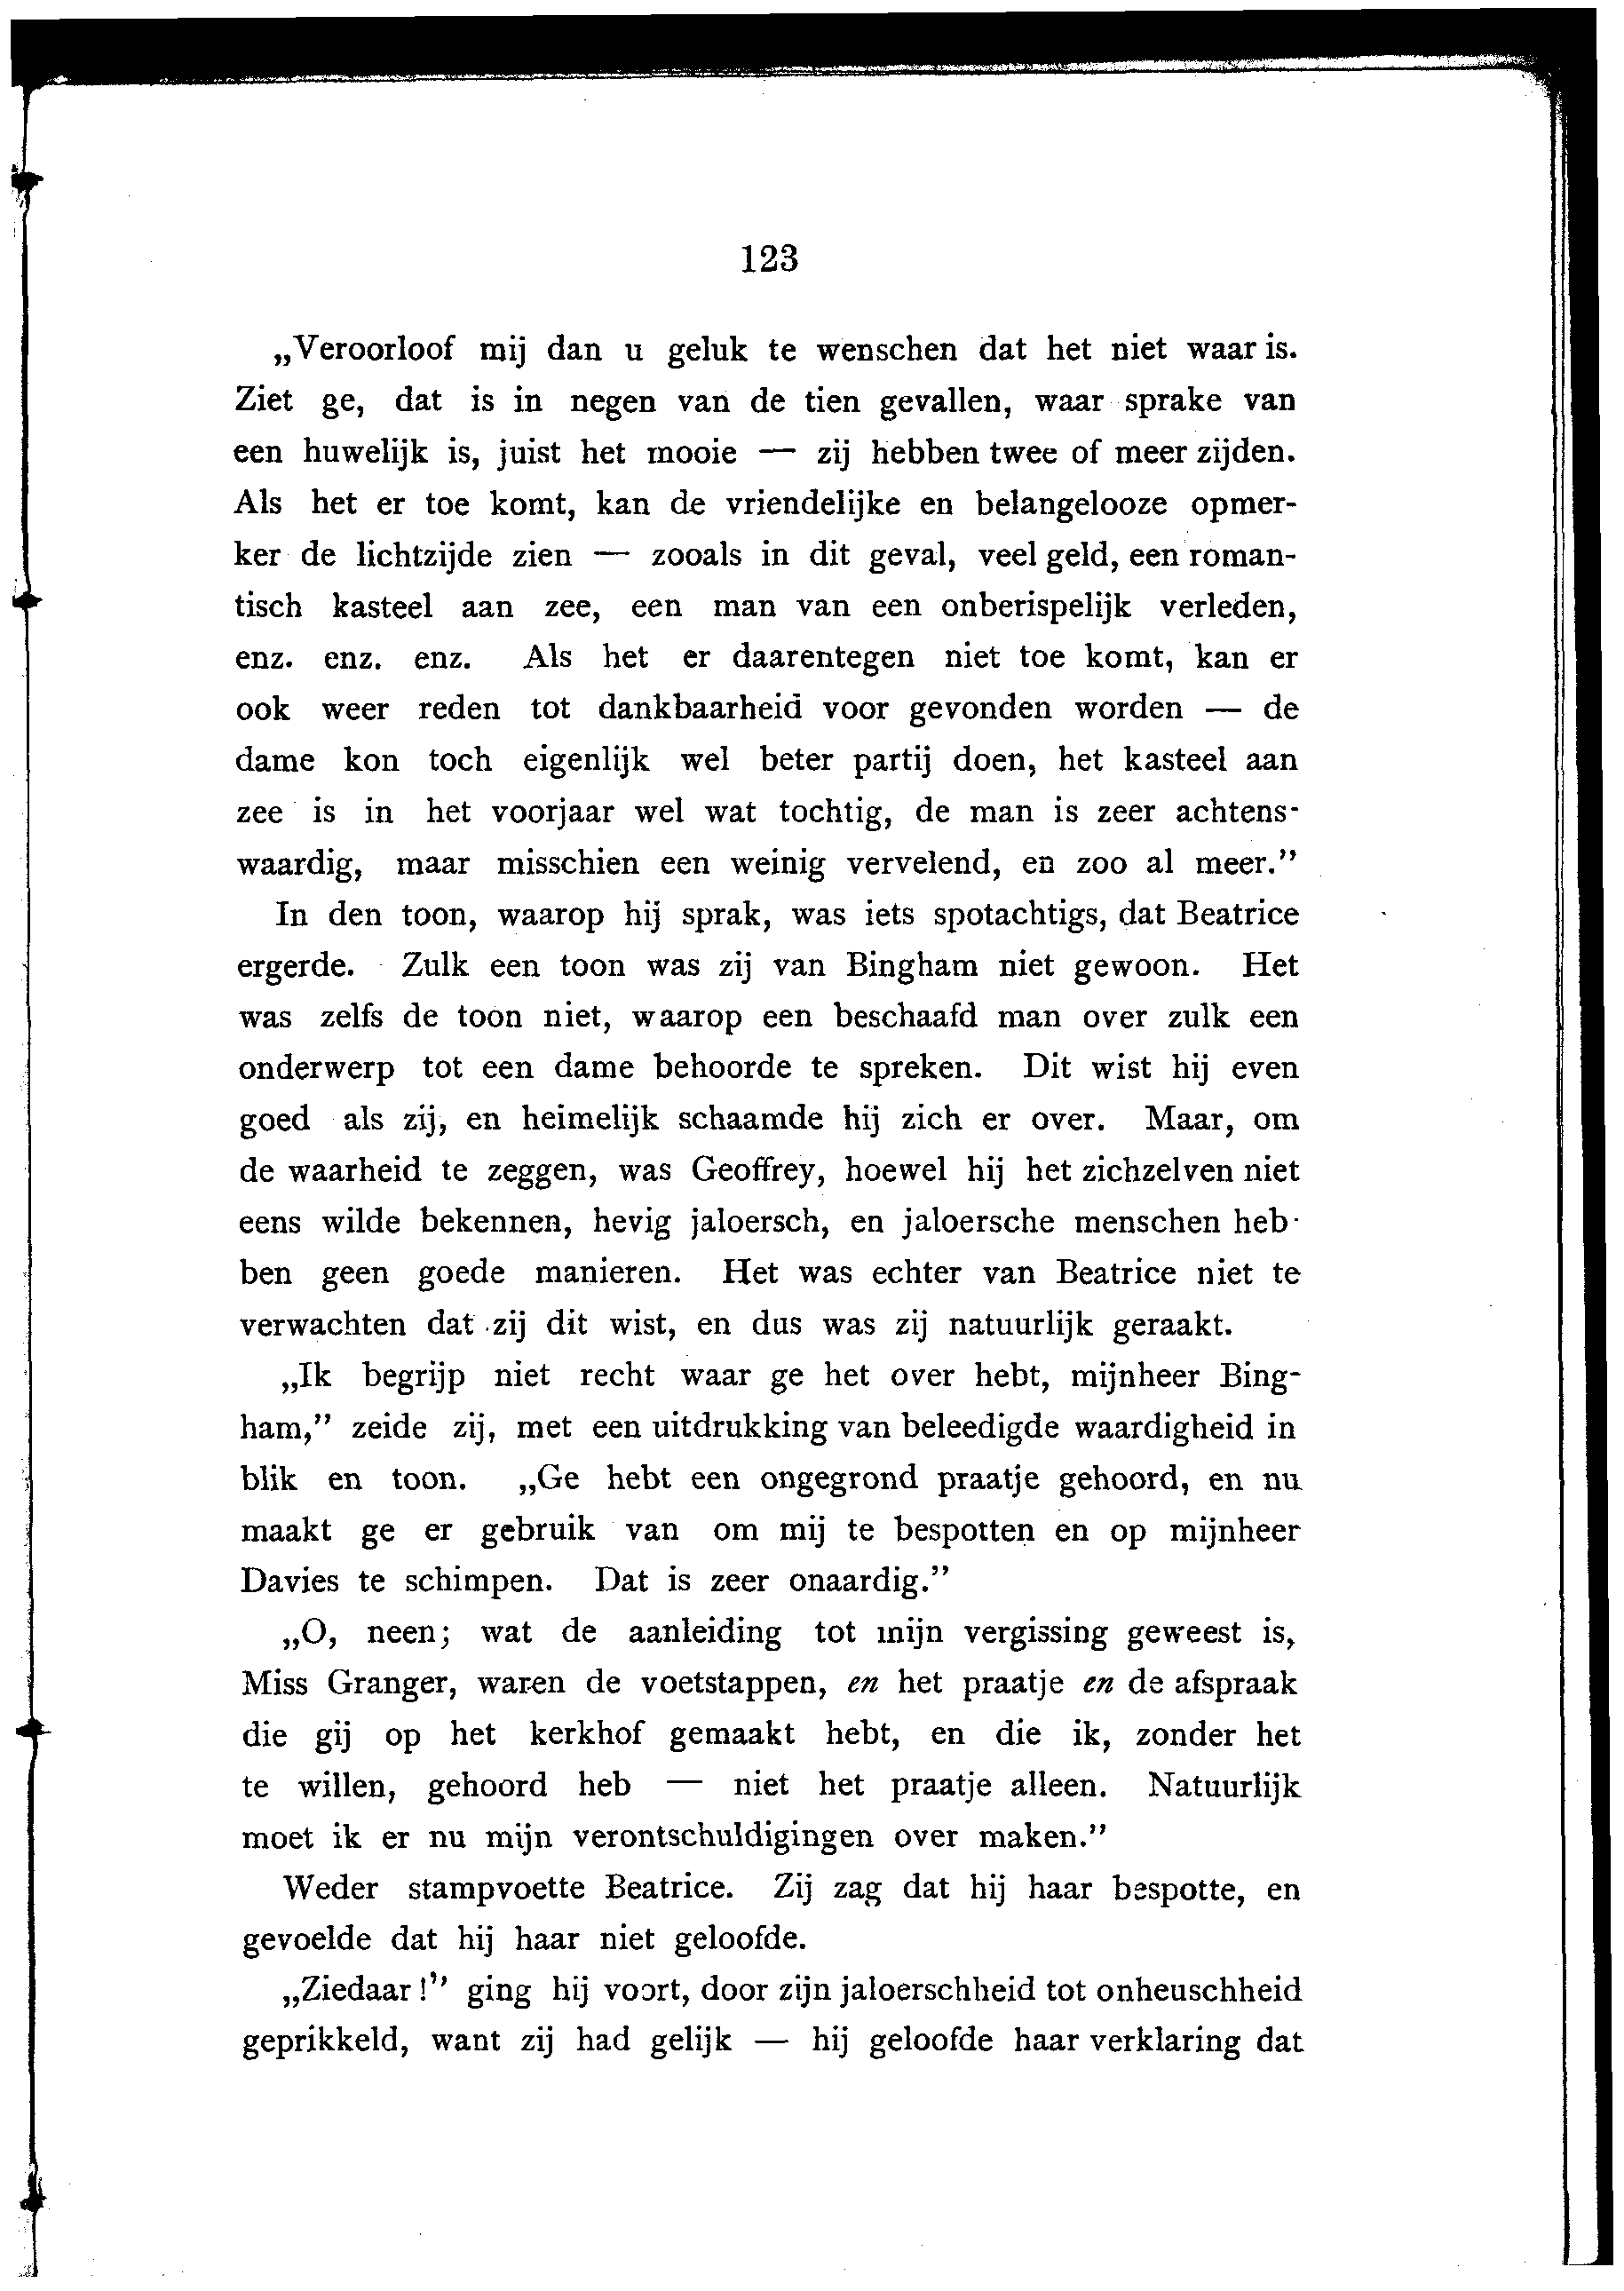 123
„Veroorloof mij dan u geluk te wenschen dat het niet waar is.
Ziet ge, dat is in negen van de tien gevallen, waar sprake van
een huwelijk is, juist het mooie — zij hebben twee of meer zijden.
Als het er toe komt, kan de vriendelijke en belangelooze opmer-
ker de lichtzijde zien — zooals in dit geval, veel geld, een roman-
tisch kasteel aan zee, een man van een onberispelijk verleden,
enz. enz. enz. Als het er daarentegen niet toe komt, kan er
ook weer reden tot dankbaarheid voor gevonden worden — de
dame kon toch eigenlijk wel beter partij doen, het kasteel aan
zee is in het voorjaar wel wat tochtig, de man is zeer achtens-
waardig, maar misschien een weinig vervelend, en zoo al meer.”
In den toon, waarop hij sprak, was iets spotachtigs, dat Beatrice
ergerde. Zulk een toon was zij van Bingham niet gewoon. Het
was zelfs de toon niet, waarop een beschaafd man over zulk een
onderwerp tot een dame behoorde te spreken. Dit wist hij even
goed als zij, en heimelijk schaamde hij zich er over. Maar, om
de waarheid te zeggen, was Geoffrey, hoewel hij het zichzelven niet
eens wilde bekennen, hevig jaloersch, en jaloersche menschen heb-
ben geen goede manieren. Het was echter van Beatrice niet te
verwachten dat zij dit wist, en dus was zij natuurlijk geraakt.
„Ik begrijp niet recht waar ge het over hebt, mijnheer Bing-
ham,” zeide zij, met een uitdrukking van beleedigde waardigheid in
blik en toon. „Ge hebt een ongegrond praatje gehoord, en nu
maakt ge er gebruik van om mij te bespotten en op mijnheer
Davies te schimpen. Dat is zeer onaardig.”
„O, neen; wat de aanleiding tot mijn vergissing geweest is,
Miss Granger, waren de voetstappen, en het praatje en de afspraak
die gij op het kerkhof gemaakt hebt, en die ik, zonder het
te willen, gehoord heb — niet het praatje alleen. Natuurlijk
moet ik er nu mijn verontschuldigingen over maken.”
Weder stampvoette Beatrice. Zij zag dat hij haar bespotte, en
gevoelde dat hij haar niet geloofde.
„Ziedaar!” ging hij voort, door zijn jaloerschheid tot onheuschheid
geprikkeld, want zij had gelijk — hij geloofde haar verklaring dat